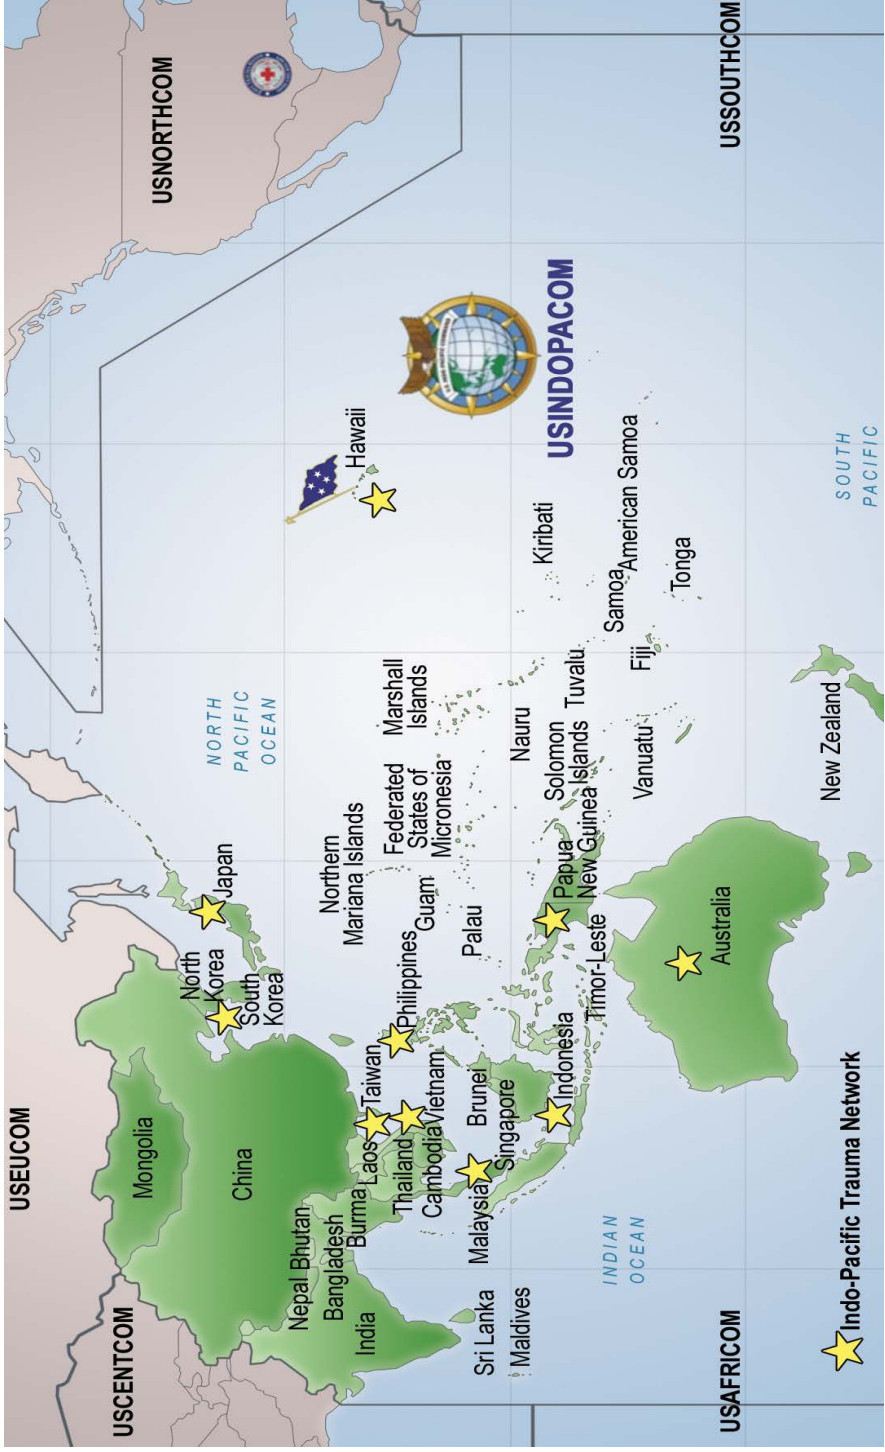 USEUCOM
USCENTCOM
USNORTHCOM
Mongolia
China
North
Korea
South
Korea
Japan
NORTH
PACIFIC
OCEAN
Nepal
Bhutan
Bangladesh
India
Burma
Laos
Taiwan
Thailand
Cambodia
Vietnam
Philippines
Northern
Mariana Islands
Guam
Federated
States of
Micronesia
Marshall
Islands
Hawaii
Sri Lanka
Maldives
Malaysia
Singapore
Brunei
Palau
Nauru
Kiribati
USINDOPACOM
Indonesia
Timor-Leste
Papua
New Guinea
Solomon
Islands
Tuvalu
Samoa
American Samoa
Vanuatu
Fiji
Tonga
INDIAN
OCEAN
Australia
New Zealand
SOUTH
PACIFIC
USAFRICOM
USSOUTHCOM
Indo-Pacific Trauma Network